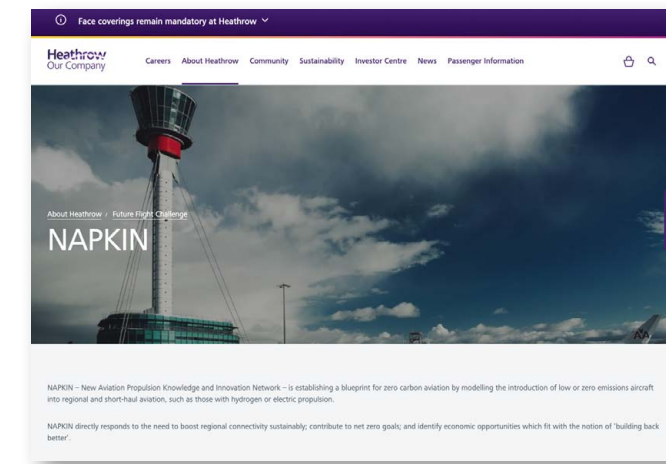 Face coverings remain mandatory at Heathrow
Heathrow
Our Company
Careers About Heathrow Community Sustainability Investor Centre News Passenger Information
About Heathrow › Future Flight Challenge
NAPKIN
NAPKIN – New Aviation Propulsion Knowledge and Innovation Network – is establishing a blueprint for zero carbon aviation by modelling the introduction of low or zero emissions aircraft
into regional and short-haul aviation, such as those with hydrogen or electric propulsion.
NAPKIN directly responds to the need to boost regional connectivity sustainably; contribute to net zero goals; and identify economic opportunities which fit with the notion of 'building back
better'.